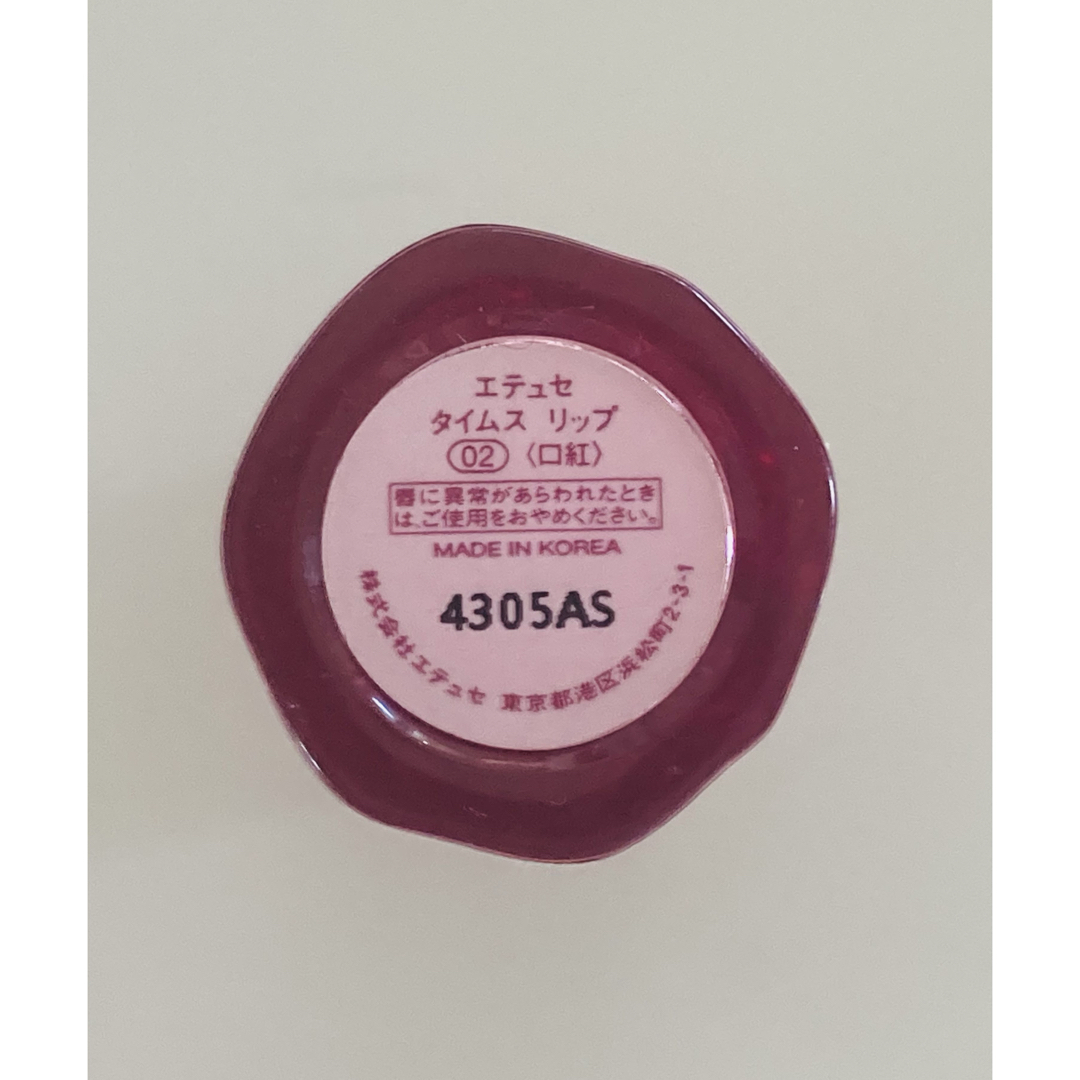 エテュセ
タイムス リップ
02 〈口紅〉
唇に異常があらわれたとき
は、ご使用をおやめください。
MADE IN KOREA
4305AS
株式会社エテュセ 東京都港区浜松町2-3-1